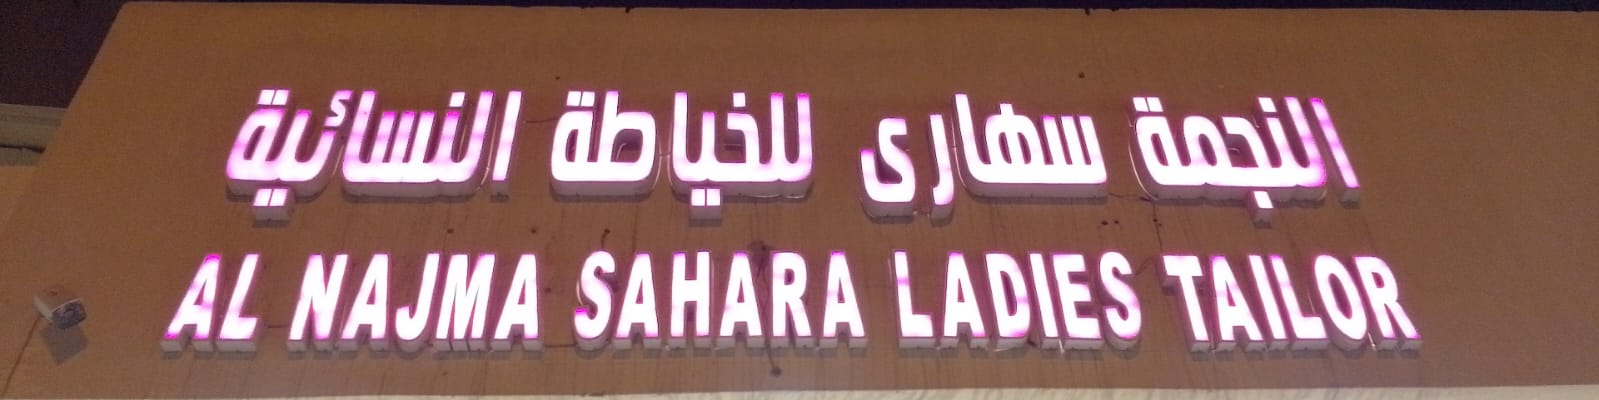 النجمة سهارى للخياطة النسائية
AL NAJMA SAHARA LADIES TAILOR